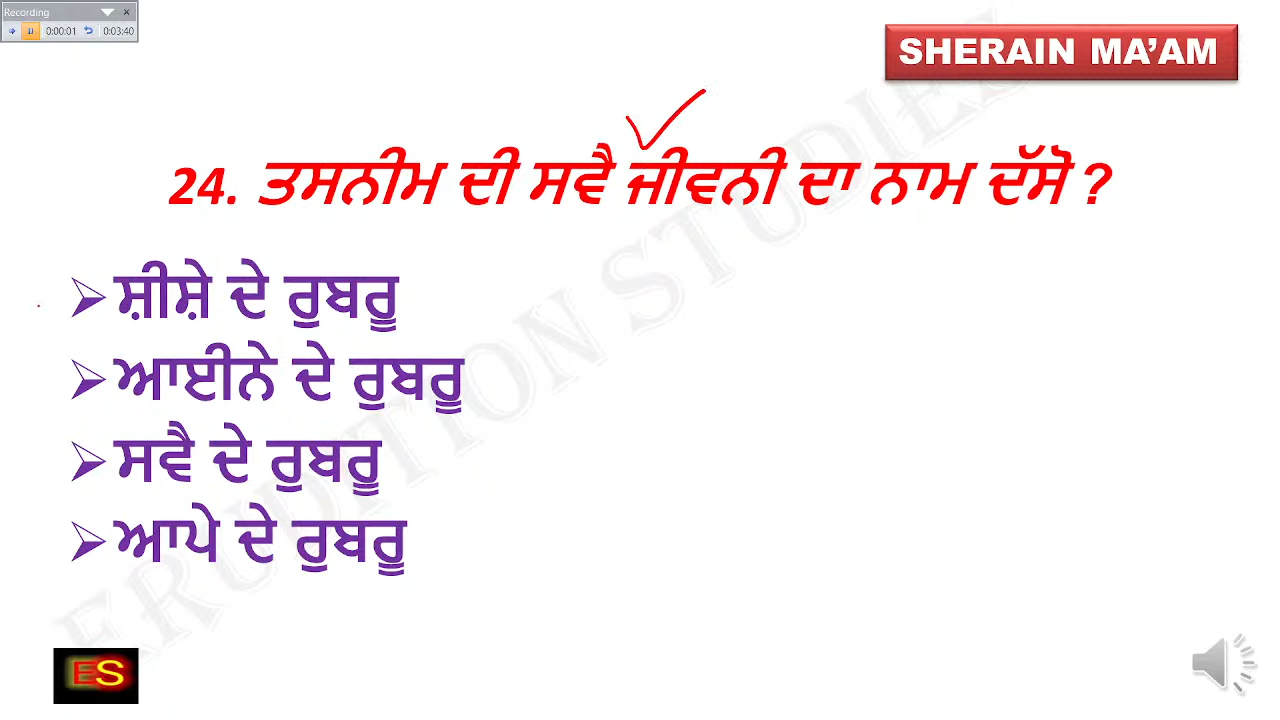 Recording
0:00:01 0:03:40
SHERAIN MA’AM
24. ਤਸਨੀਮ ਦੀ ਸਵੈ ਜੀਵਨੀ ਦਾ ਨਾਮ ਦੱਸੋ ?
➢ਸ਼ੀਸ਼ੇ ਦੇ ਰੁਬਰੂ
➢ਆਈਨੇ ਦੇ ਰੁਬਰੂ
➢ਸਵੈ ਦੇ ਰੁਬਰੂ
➢ਆਪੇ ਦੇ ਰੁਬਰੂ
ERUDITION STUDIES
ES